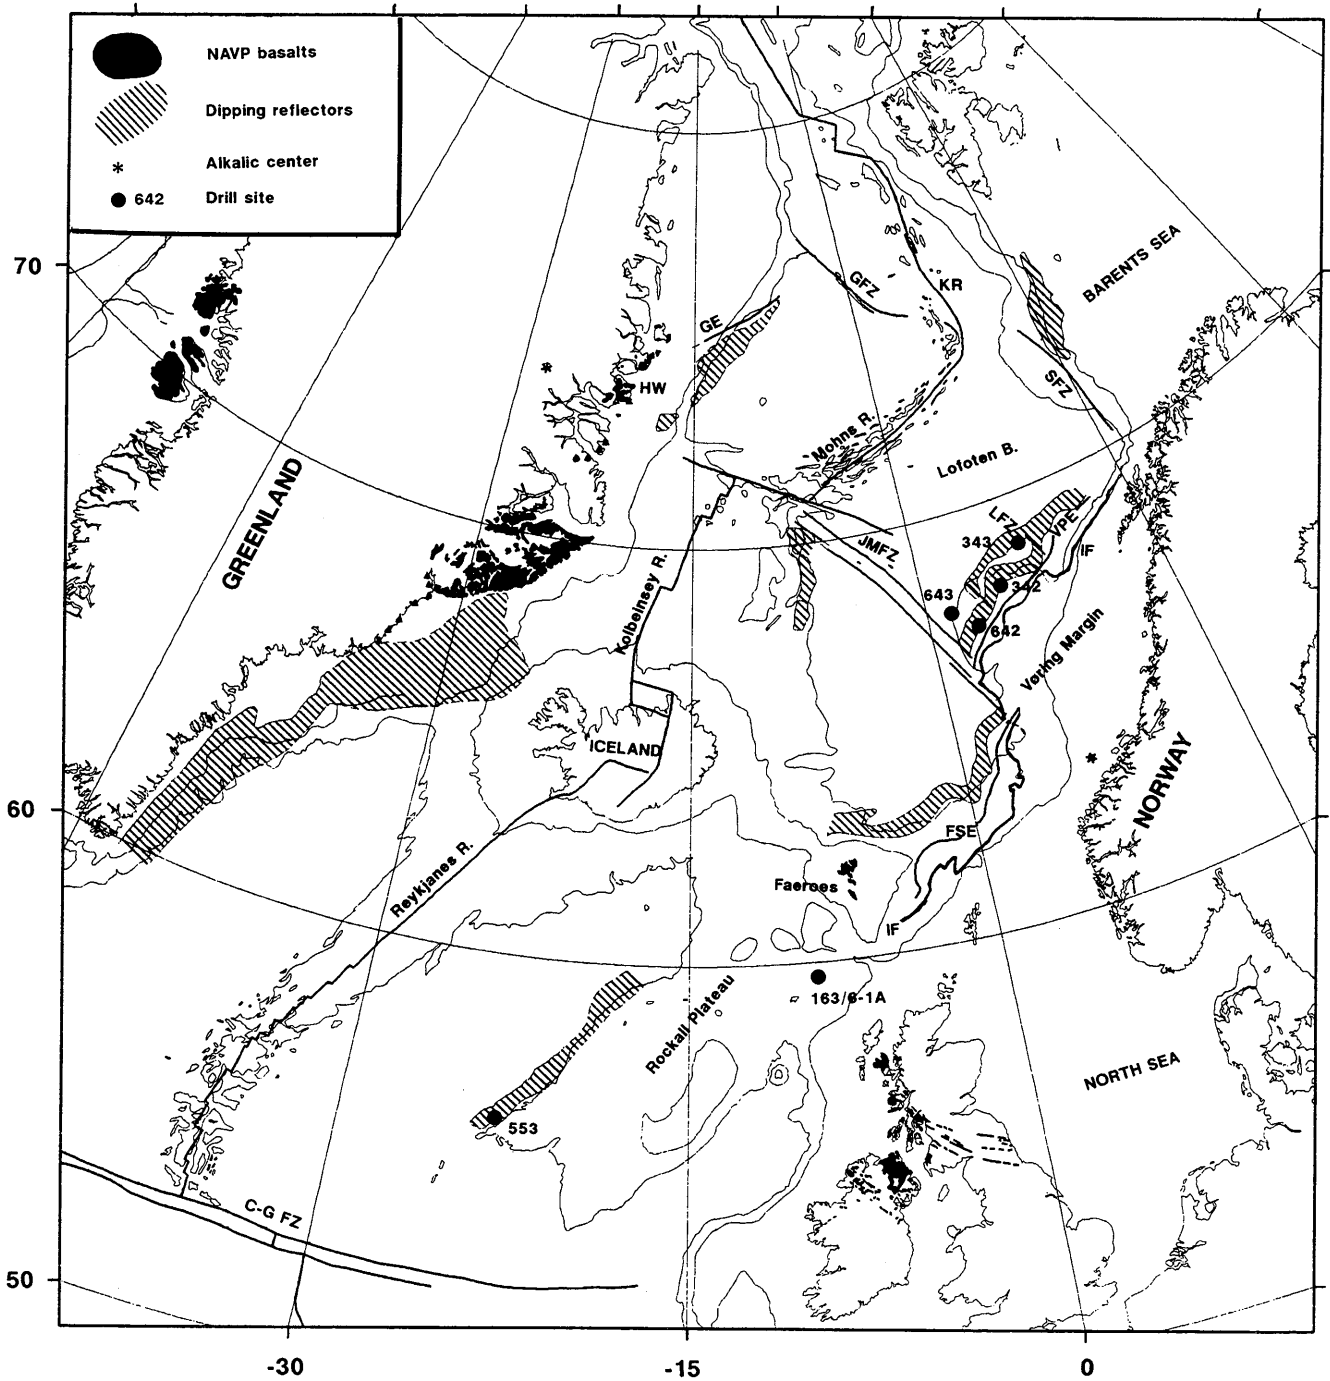 NAVP basalts
Dipping reflectors
* Alkalic center
642 Drill site
70
60
50
-30
-15
0
GREENLAND
HW
GE
GFZ
KR
BARENTS SEA
SFZ
Mohns R.
Lofoten B.
LFZ
343
VPE
IF
JMFZ
342
643
642
Kolbeinsey R.
Vøring Margin
ICELAND
NORWAY
Reykjanes R.
FSE
Faeroes
IF
163/6-1A
Rockall Plateau
NORTH SEA
553
C-G FZ